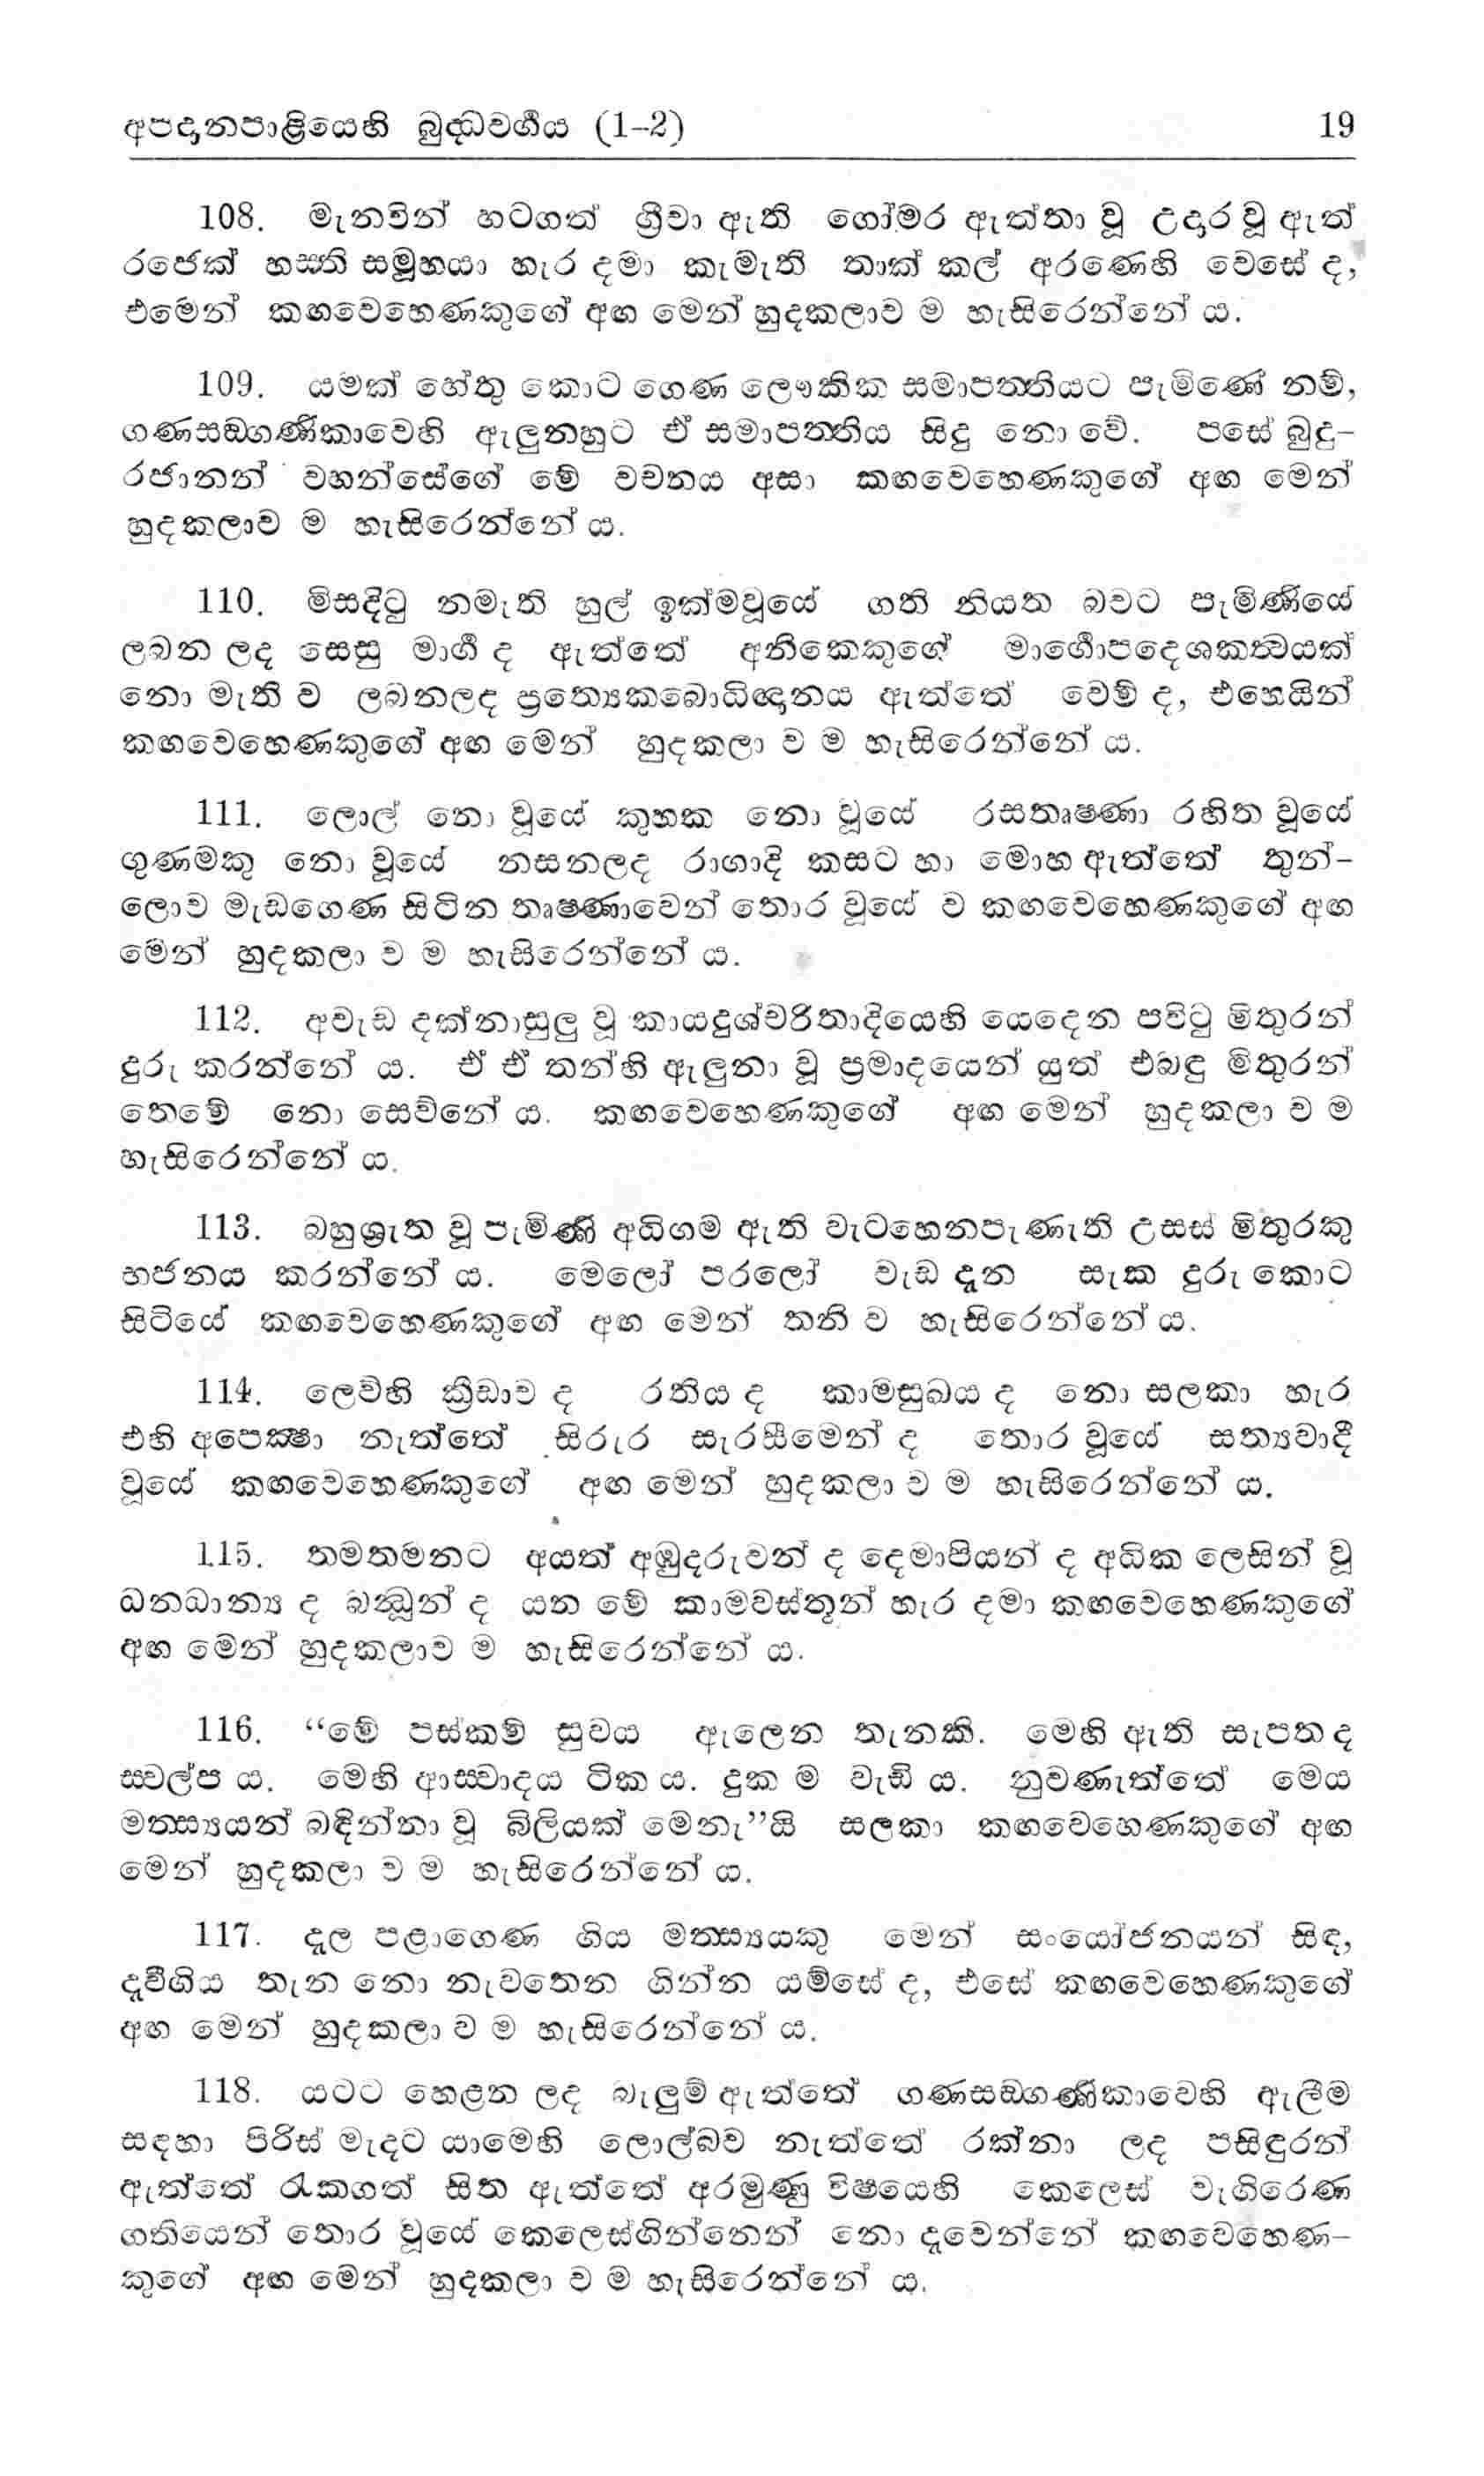 අපදානපාළියෙහි බුද්ධවර්ගය (1-2) 19
108. මැනවින් හටගත් ග්‍රීවා ඇති ගෝමර ඇත්තා වූ උදාර වූ ඇත්
රජෙක් හස්ති සමූහයා හැර දමා කැමැති තාක් කල් අරණෙහි වෙසේ ද,
එමෙන් කඟවෙහෙණකුගේ අඟ මෙන් හුදකලාව ම හැසිරෙන්නේ ය.
109. යමක් හේතු කොට ගෙණ ලෞකික සමාපත්තියට පැමිණේ නම්,
ගණසඞ්ගණිකාවෙහි ඇලුනහුට ඒ සමාපත්තිය සිදු නො වේ. පසේ බුදු-
රජානන් වහන්සේගේ මේ වචනය අසා කඟවෙහෙණකුගේ අඟ මෙන්
හුදකලාව ම හැසිරෙන්නේ ය.
110. මිසදිටු නමැති හුල් ඉක්මවූයේ ගති නියත බවට පැමිණියේ
ලබන ලද සෙසු මාර්ග ද ඇත්තේ අනිකෙකුගේ මාර්ගොපදෙශකත්වයක්
නො මැති ව ලබනලද ප්‍රත්‍යෙකබොධිඥානය ඇත්තේ වෙම් ද, එහෙයින්
කඟවෙහෙණකුගේ අඟ මෙන් හුදකලා ව ම හැසිරෙන්නේ ය.
111. ලොල් නො වූයේ කුහක නො වූයේ රසතෘෂ්ණා රහිත වූයේ
ගුණමකු නො වූයේ නසනලද රාගාදි කසට හා මොහ ඇත්තේ තුන්-
ලොව මැඩගෙණ සිටින තෘෂ්ණාවෙන් තොර වූයේ ව කඟවෙහෙණකුගේ අඟ
මෙන් හුදකලා ව ම හැසිරෙන්නේ ය.
112. අවැඩ දක්නාසුලු වූ කායදුශ්චරිතාදියෙහි යෙදෙන පවිටු මිතුරන්
දුරු කරන්නේ ය. ඒ ඒ තන්හි ඇලුනා වූ ප්‍රමාදයෙන් යුත් එබඳු මිතුරන්
තෙමේ නො සෙව්නේ ය. කඟවෙහෙණකුගේ අඟ මෙන් හුදකලා ව ම
හැසිරෙන්නේ ය.
113. බහුශ්‍රැත වූ පැමිණි අධිගම ඇති වැටහෙනපැණැති උසස් මිතුරකු
භජනය කරන්නේ ය. මෙලෝ පරලෝ වැඩ දැන සැක දුරු කොට
සිටියේ කඟවෙහෙණකුගේ අඟ මෙන් තනි ව හැසිරෙන්නේ ය.
114. ලෙව්හි ක්‍රීඩාව ද රතිය ද කාමසුඛය ද නො සලකා හැර
එහි අපෙක්ෂා නැත්තේ සිරුර සැරසීමෙන් ද තොර වූයේ සත්‍යවාදී
වූයේ කඟවෙහෙණකුගේ අඟ මෙන් හුදකලා ව ම හැසිරෙන්නේ ය.
115. තමතමනට අයත් අඹුදරුවන් ද දෙමාපියන් ද අධික ලෙසින් වූ
ධනධාන්‍ය ද බන්ධූන් ද යන මේ කාමවස්තූන් හැර දමා කඟවෙහෙණකුගේ
අඟ මෙන් හුදකලාව ම හැසිරෙන්නේ ය.
116. “මේ පස්කම් සුවය ඇලෙන තැනකි. මෙහි ඇති සැපත ද
ස්වල්ප ය. මෙහි ආස්වාදය ටික ය. දුක ම වැඩි ය. නුවණැත්තේ මෙය
මත්ස්‍යයන් බඳින්නා වූ බිලියක් මෙනැ”යි සලකා කඟවෙහෙණකුගේ අඟ
මෙන් හුදකලා ව ම හැසිරෙන්නේ ය.
117. දැල පළාගෙණ ගිය මත්ස්‍යයකු මෙන් සංයෝජනයන් සිඳ,
දැවීගිය තැන නො නැවතෙන ගින්න යම්සේ ද, එසේ කඟවෙහෙණකුගේ
අඟ මෙන් හුදකලා ව ම හැසිරෙන්නේ ය.
118. යටට හෙළන ලද බැලුම් ඇත්තේ ගණසඞ්ගණිකාවෙහි ඇලීම
සඳහා පිරිස් මැදට යාමෙහි ලොල්බව නැත්තේ රක්නා ලද පසිඳුරන්
ඇත්තේ රැකගත් සිත ඇත්තේ අරමුණු විෂයෙහි කෙලෙස් වැගිරෙණ
ගතියෙන් තොර වූයේ කෙලෙස්ගින්නෙන් නො දැවෙන්නේ කඟවෙහෙණ-
කුගේ අඟ මෙන් හුදකලා ව ම හැසිරෙන්නේ ය.